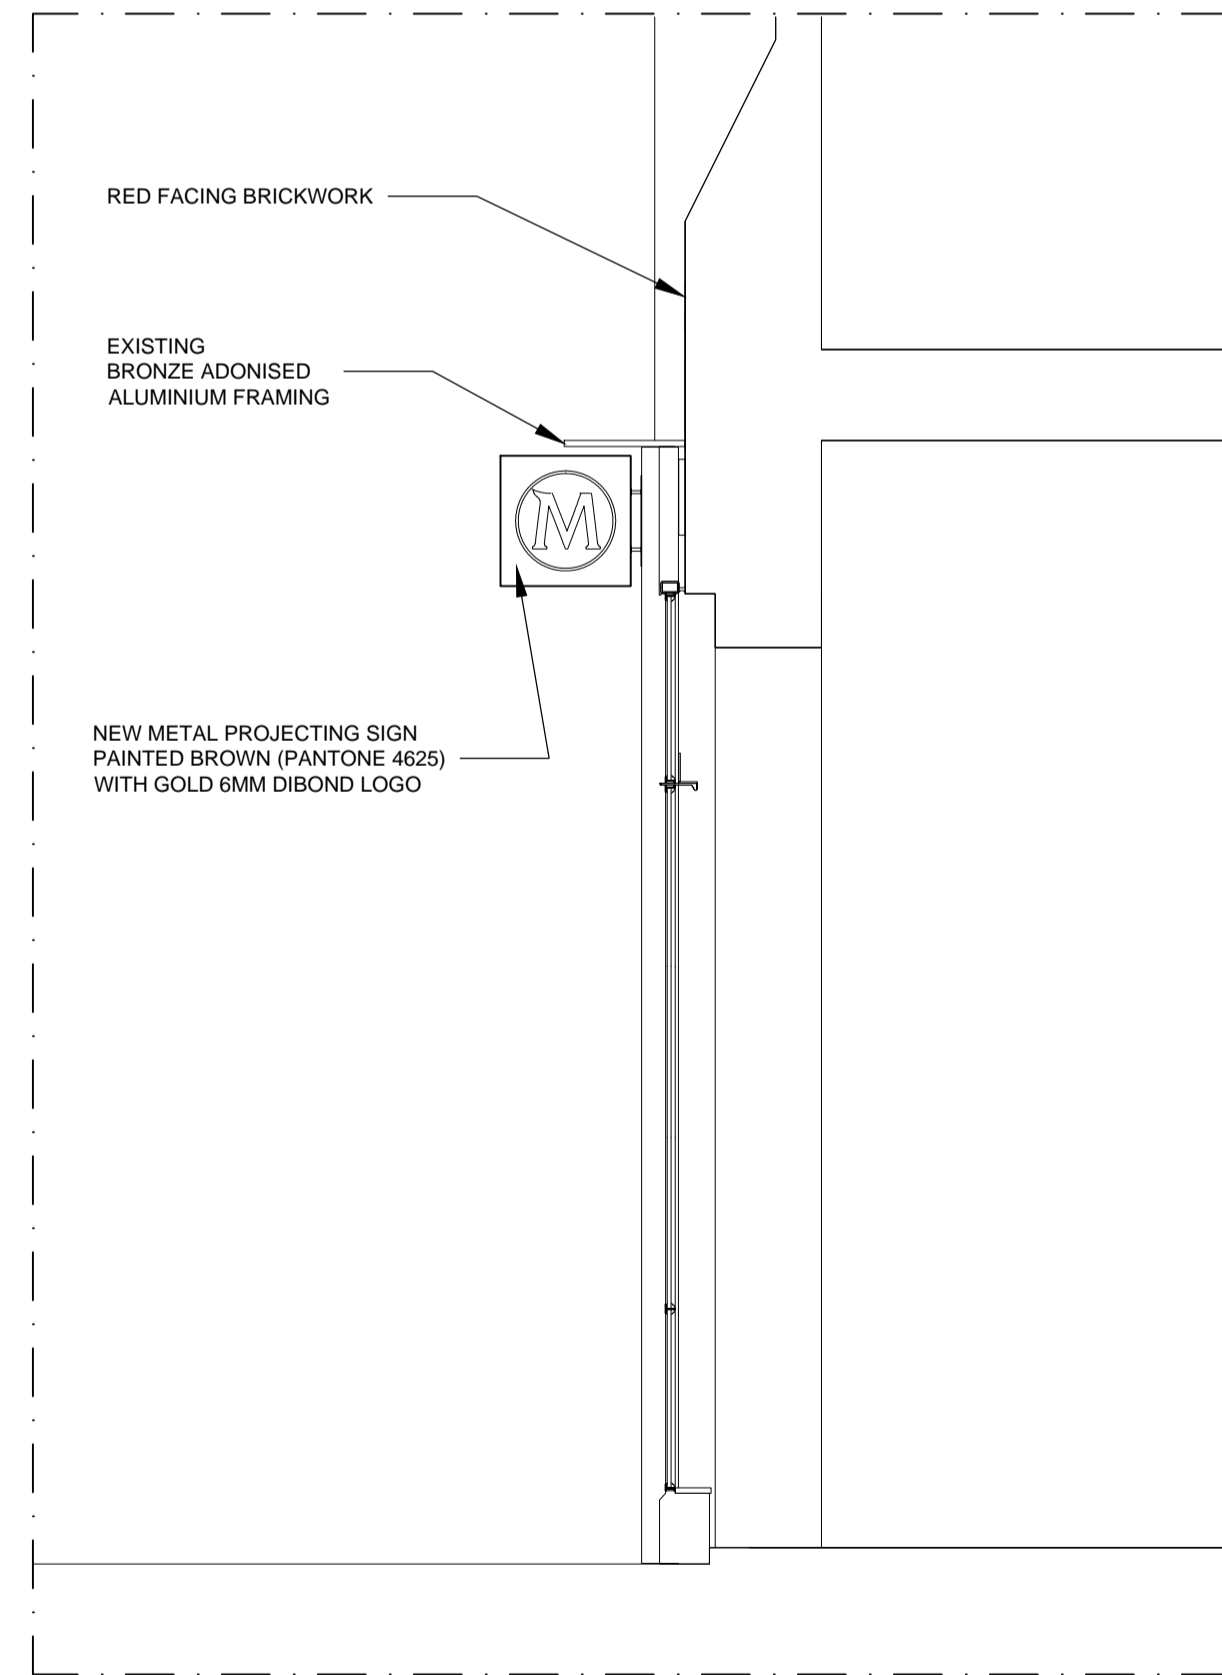 RED FACING BRICKWORK
EXISTING
BRONZE ADONISED
ALUMINIUM FRAMING
M
NEW METAL PROJECTING SIGN
PAINTED BROWN (PANTONE 4625)
WITH GOLD 6MM DIBOND LOGO